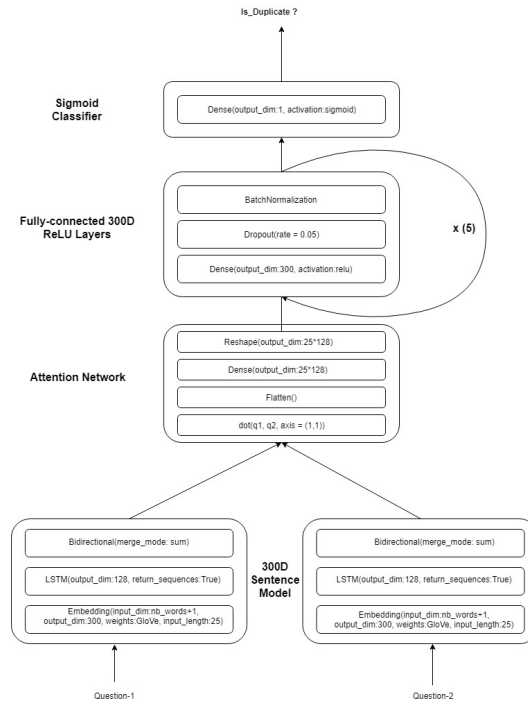 Is_Duplicate ?
Sigmoid
Classifier
Dense(output_dim:1, activation:sigmoid)
Fully-connected 300D
ReLU Layers
BatchNormalization
Dropout(rate = 0.05)
Dense(output_dim:300, activation:relu)
x (5)
Attention Network
Reshape(output_dim:25*128)
Dense(output_dim:25*128)
Flatten()
dot(q1, q2, axis = (1,1))
Bidirectional(merge_mode: sum)
LSTM(output_dim:128, return_sequences:True)
Embedding(input_dim:nb_words+1,
output_dim:300, weights:GloVe, input_length:25)
300D
Sentence
Model
Bidirectional(merge_mode: sum)
LSTM(output_dim:128, return_sequences:True)
Embedding(input_dim:nb_words+1,
output_dim:300, weights:GloVe, input_length:25)
Question-1
Question-2